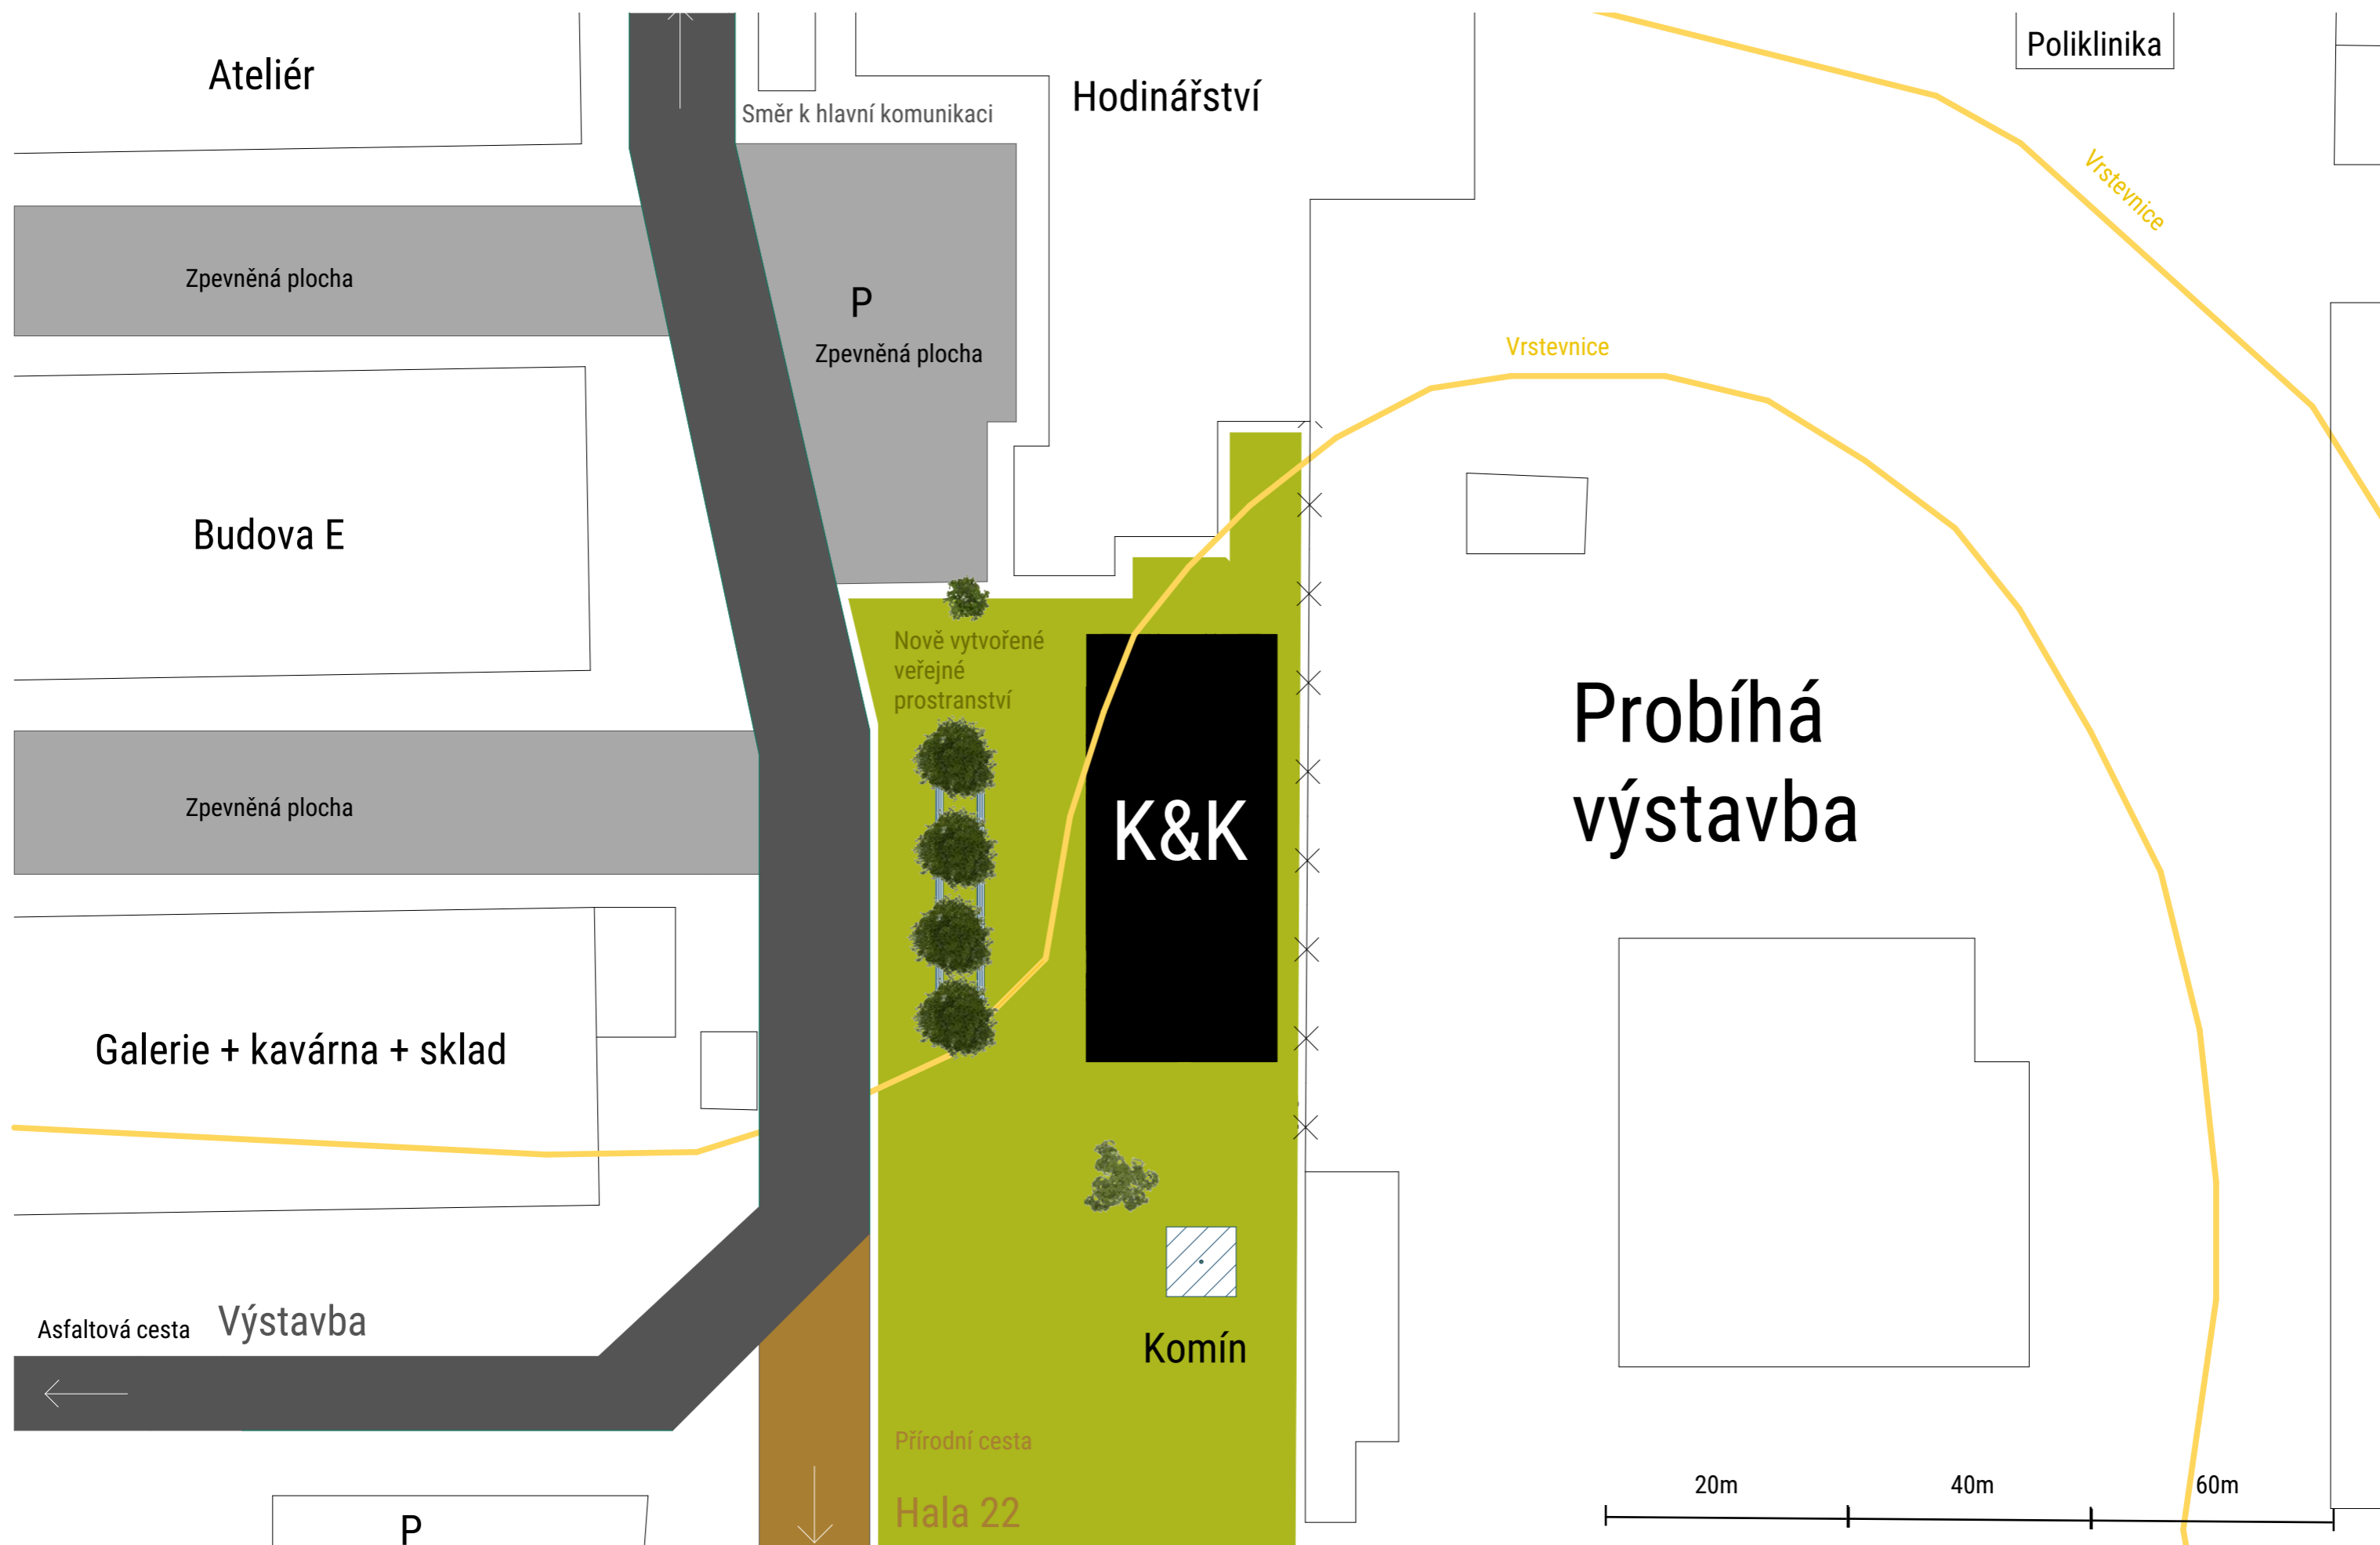 Ateliér
Poliklinika
Hodinářství
Směr k hlavní komunikaci
Vrstevnice
Zpevněná plocha
P
Zpevněná plocha
Vrstevnice
Budova E
Nově vytvořené
veřejné
prostranství
Probíhá
výstavba
K&K
Zpevněná plocha
Galerie + kavárna + sklad
Asfaltová cesta
Výstavba
Komín
Přírodní cesta
Hala 22
20m
40m
60m
P